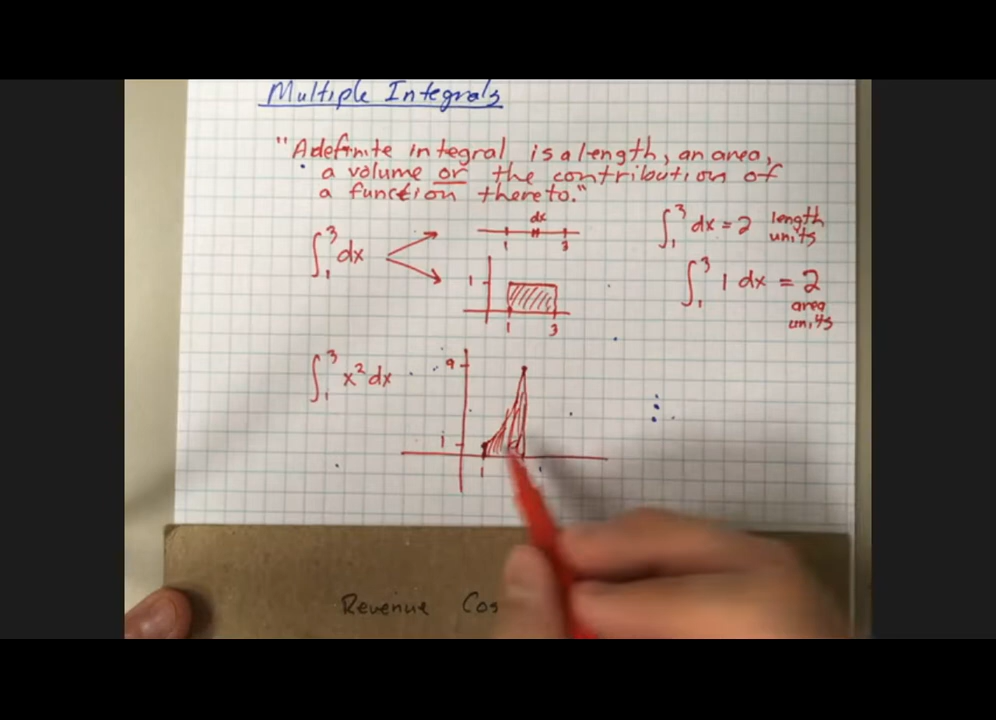 Multiple Integrals
"A definite integral is a length, an area,
a volume or the contribution of
a function thereto."
∫₁³ dx
dx
1 3
1
1 3
∫₁³ dx = 2 length
units
∫₁³ 1 dx = 2
area
units
∫₁³ x² dx
9
1
1
Revenue Cos